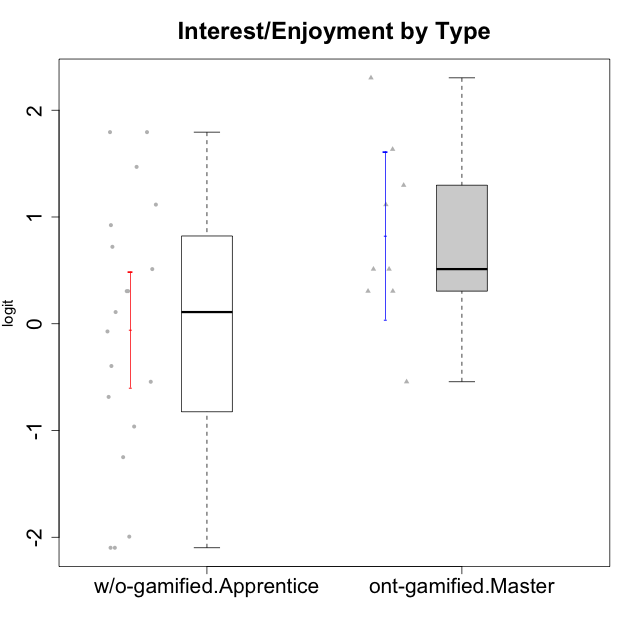 Interest/Enjoyment by Type
2
1
0
-1
-2
logit
w/o-gamified.Apprentice
ont-gamified.Master